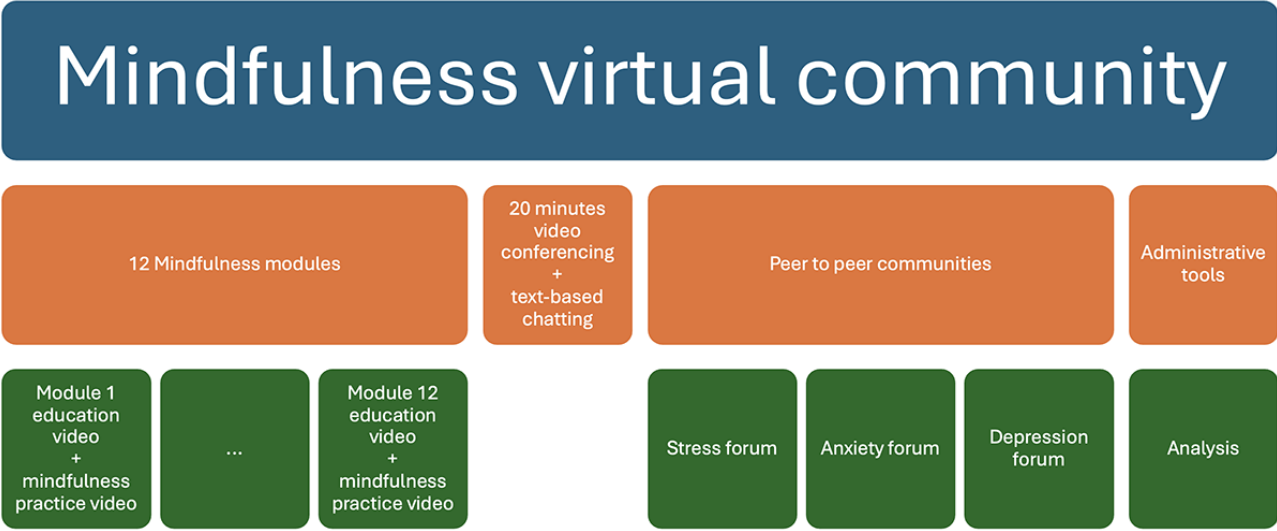 Mindfulness virtual community
12 Mindfulness modules
20 minutes
video
conferencing
+
text-based
chatting
Peer to peer communities
Administrative
tools
Module 1
education
video
+
mindfulness
practice video
...
Module 12
education
video
+
mindfulness
practice video
Stress forum
Anxiety forum
Depression
forum
Analysis